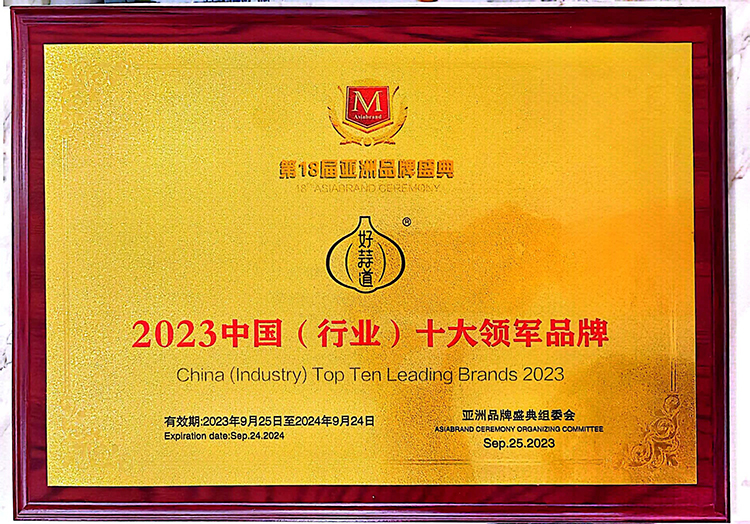 M
Asiabrand
第18届亚洲品牌盛典
18TH ASIABRAND CEREMONY
好蒜道
®
2023中国（行业）十大领军品牌
China (Industry) Top Ten Leading Brands 2023
有效期:2023年9月25日至2024年9月24日
Expiration date:Sep.24.2024
亚洲品牌盛典组委会
ASIABRAND CEREMONY ORGANIZING COMMITTEE
Sep.25.2023